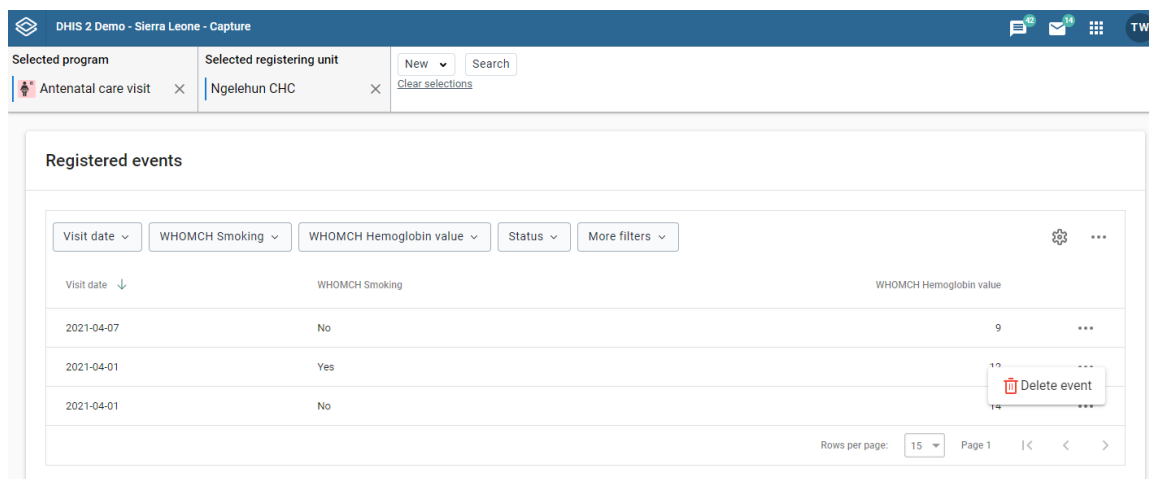 DHIS 2 Demo - Sierra Leone - Capture
42
14
TW
Selected program
Selected registering unit
New
Search
Antenatal care visit
Ngelehun CHC
Clear selections
Registered events
Visit date
WHOMCH Smoking
WHOMCH Hemoglobin value
Status
More filters
Visit date
WHOMCH Smoking
WHOMCH Hemoglobin value
2021-04-07 No 9
2021-04-01 Yes
Delete event
2021-04-01 No 14
Rows per page: 15 Page 1